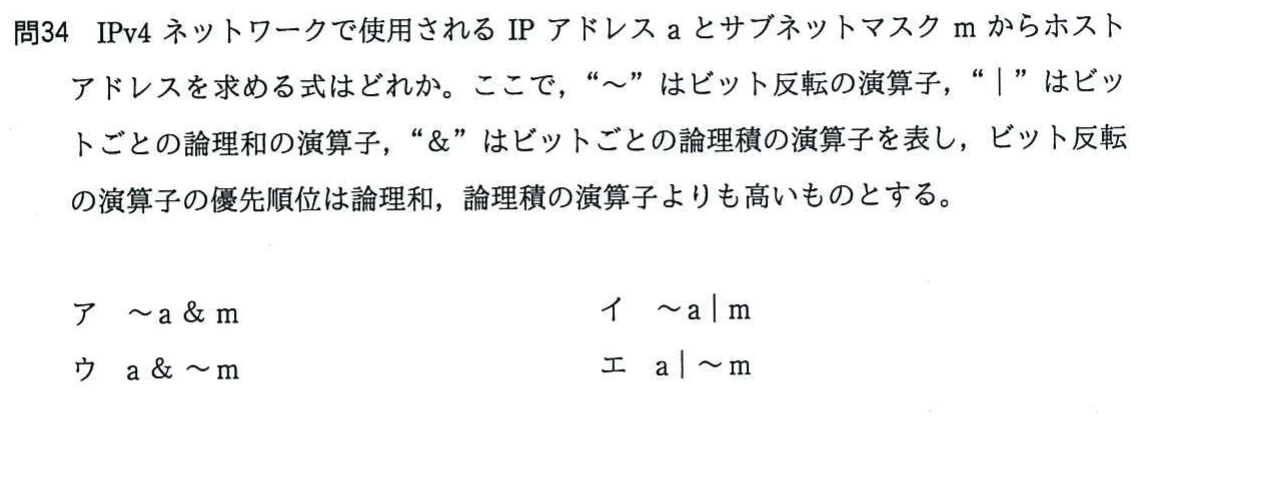 問34 IPv4 ネットワークで使用される IP アドレス a とサブネットマスク m からホスト
アドレスを求める式はどれか。ここで，“～” はビット反転の演算子，“｜” はビッ
トごとの論理和の演算子，“&” はビットごとの論理積の演算子を表し，ビット反転
の演算子の優先順位は論理和，論理積の演算子よりも高いものとする。
ア ～a & m イ ～a｜m
ウ a & ～m エ a｜～m